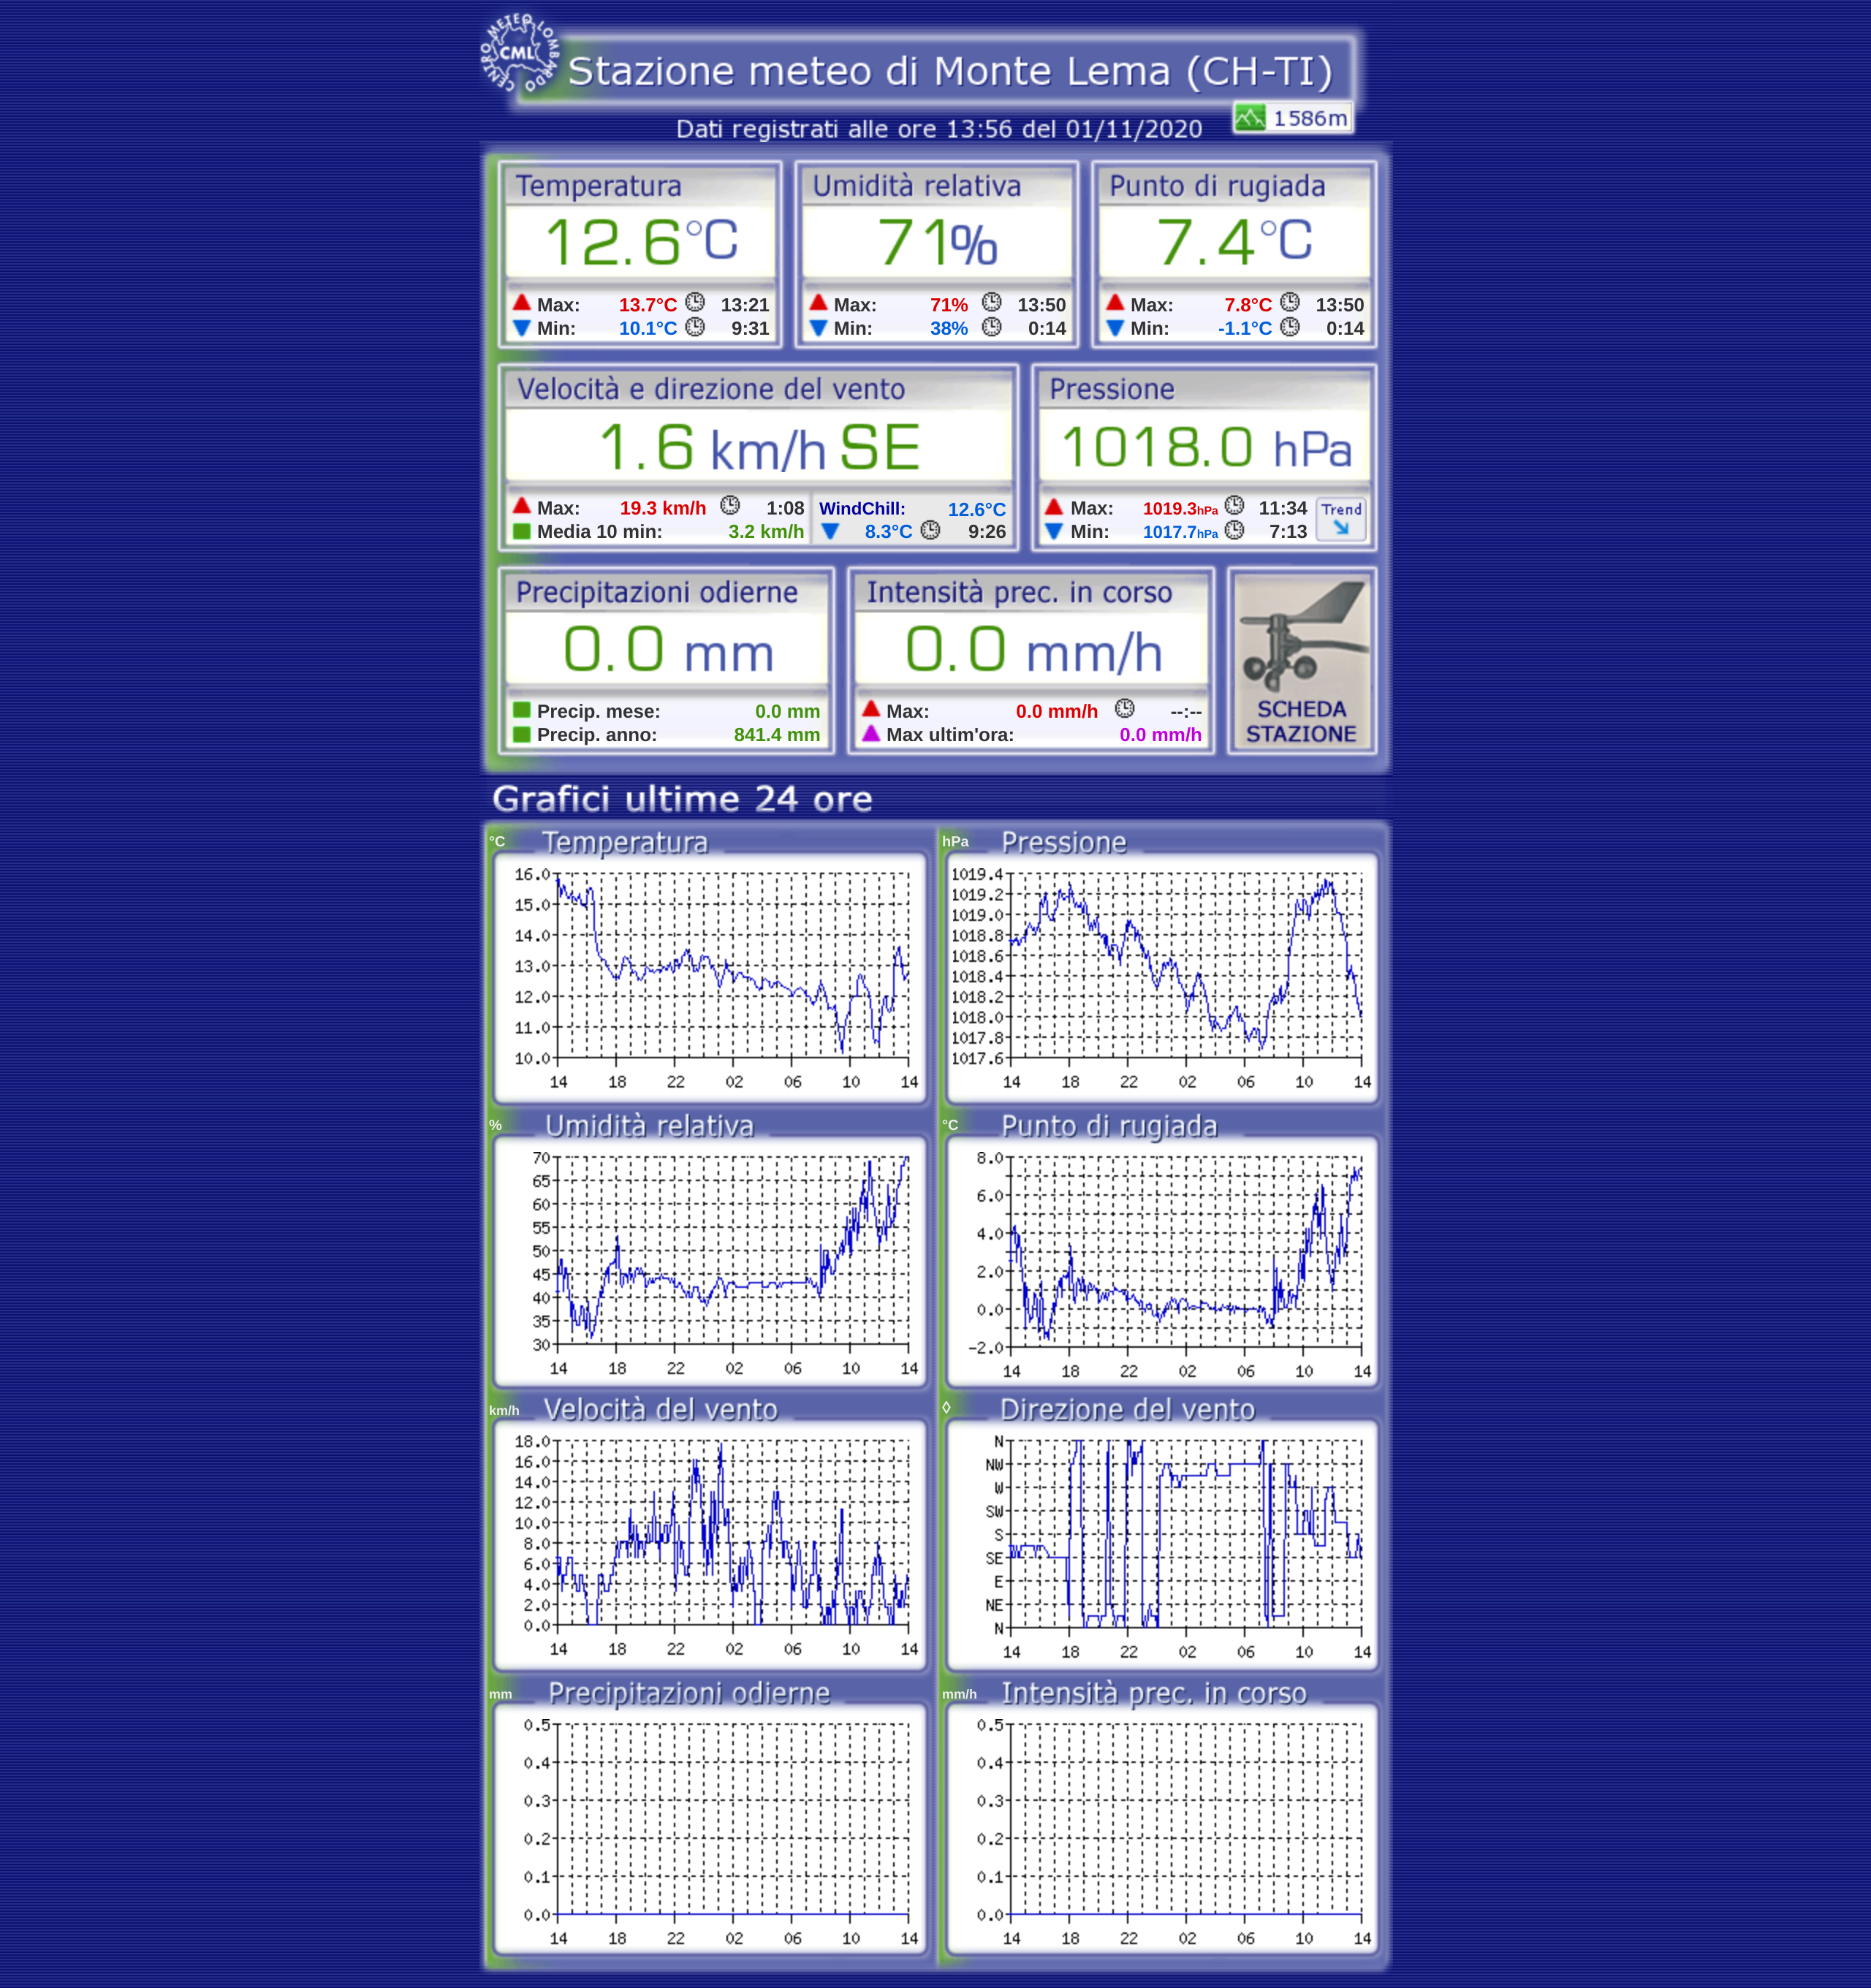 CENTRO METEO LOMBARDO
CML
Stazione meteo di Monte Lema (CH-TI)
1586m
Dati registrati alle ore 13:56 del 01/11/2020
Temperatura
12.6°C
Max: 13.7°C 13:21
Min: 10.1°C 9:31
Umidità relativa
71%
Max: 71% 13:50
Min: 38% 0:14
Punto di rugiada
7.4°C
Max: 7.8°C 13:50
Min: -1.1°C 0:14
Velocità e direzione del vento
1.6 km/h SE
Max: 19.3 km/h 1:08
Media 10 min: 3.2 km/h
WindChill: 12.6°C
8.3°C 9:26
Pressione
1018.0 hPa
Max: 1019.3hPa 11:34
Min: 1017.7hPa 7:13
Trend
Precipitazioni odierne
0.0 mm
Precip. mese: 0.0 mm
Precip. anno: 841.4 mm
Intensità prec. in corso
0.0 mm/h
Max: 0.0 mm/h --:--
Max ultim'ora: 0.0 mm/h
SCHEDA
STAZIONE
Grafici ultime 24 ore
°C Temperatura
16.0
15.0
14.0
13.0
12.0
11.0
10.0
14 18 22 02 06 10 14
hPa Pressione
1019.4
1019.2
1019.0
1018.8
1018.6
1018.4
1018.2
1018.0
1017.8
1017.6
14 18 22 02 06 10 14
% Umidità relativa
70
65
60
55
50
45
40
35
30
14 18 22 02 06 10 14
°C Punto di rugiada
8.0
6.0
4.0
2.0
0.0
-2.0
14 18 22 02 06 10 14
km/h Velocità del vento
18.0
16.0
14.0
12.0
10.0
8.0
6.0
4.0
2.0
0.0
14 18 22 02 06 10 14
◊ Direzione del vento
N
NW
W
SW
S
SE
E
NE
N
14 18 22 02 06 10 14
mm Precipitazioni odierne
0.5
0.4
0.3
0.2
0.1
0.0
14 18 22 02 06 10 14
mm/h Intensità prec. in corso
0.5
0.4
0.3
0.2
0.1
0.0
14 18 22 02 06 10 14